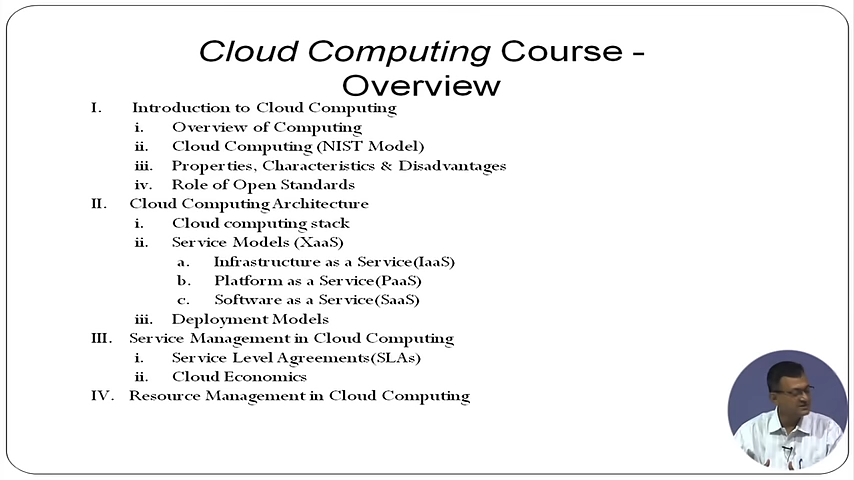 Cloud Computing Course -
Overview
I. Introduction to Cloud Computing
i. Overview of Computing
ii. Cloud Computing (NIST Model)
iii. Properties, Characteristics & Disadvantages
iv. Role of Open Standards
II. Cloud Computing Architecture
i. Cloud computing stack
ii. Service Models (XaaS)
a. Infrastructure as a Service(IaaS)
b. Platform as a Service(PaaS)
c. Software as a Service(SaaS)
iii. Deployment Models
III. Service Management in Cloud Computing
i. Service Level Agreements(SLAs)
ii. Cloud Economics
IV. Resource Management in Cloud Computing